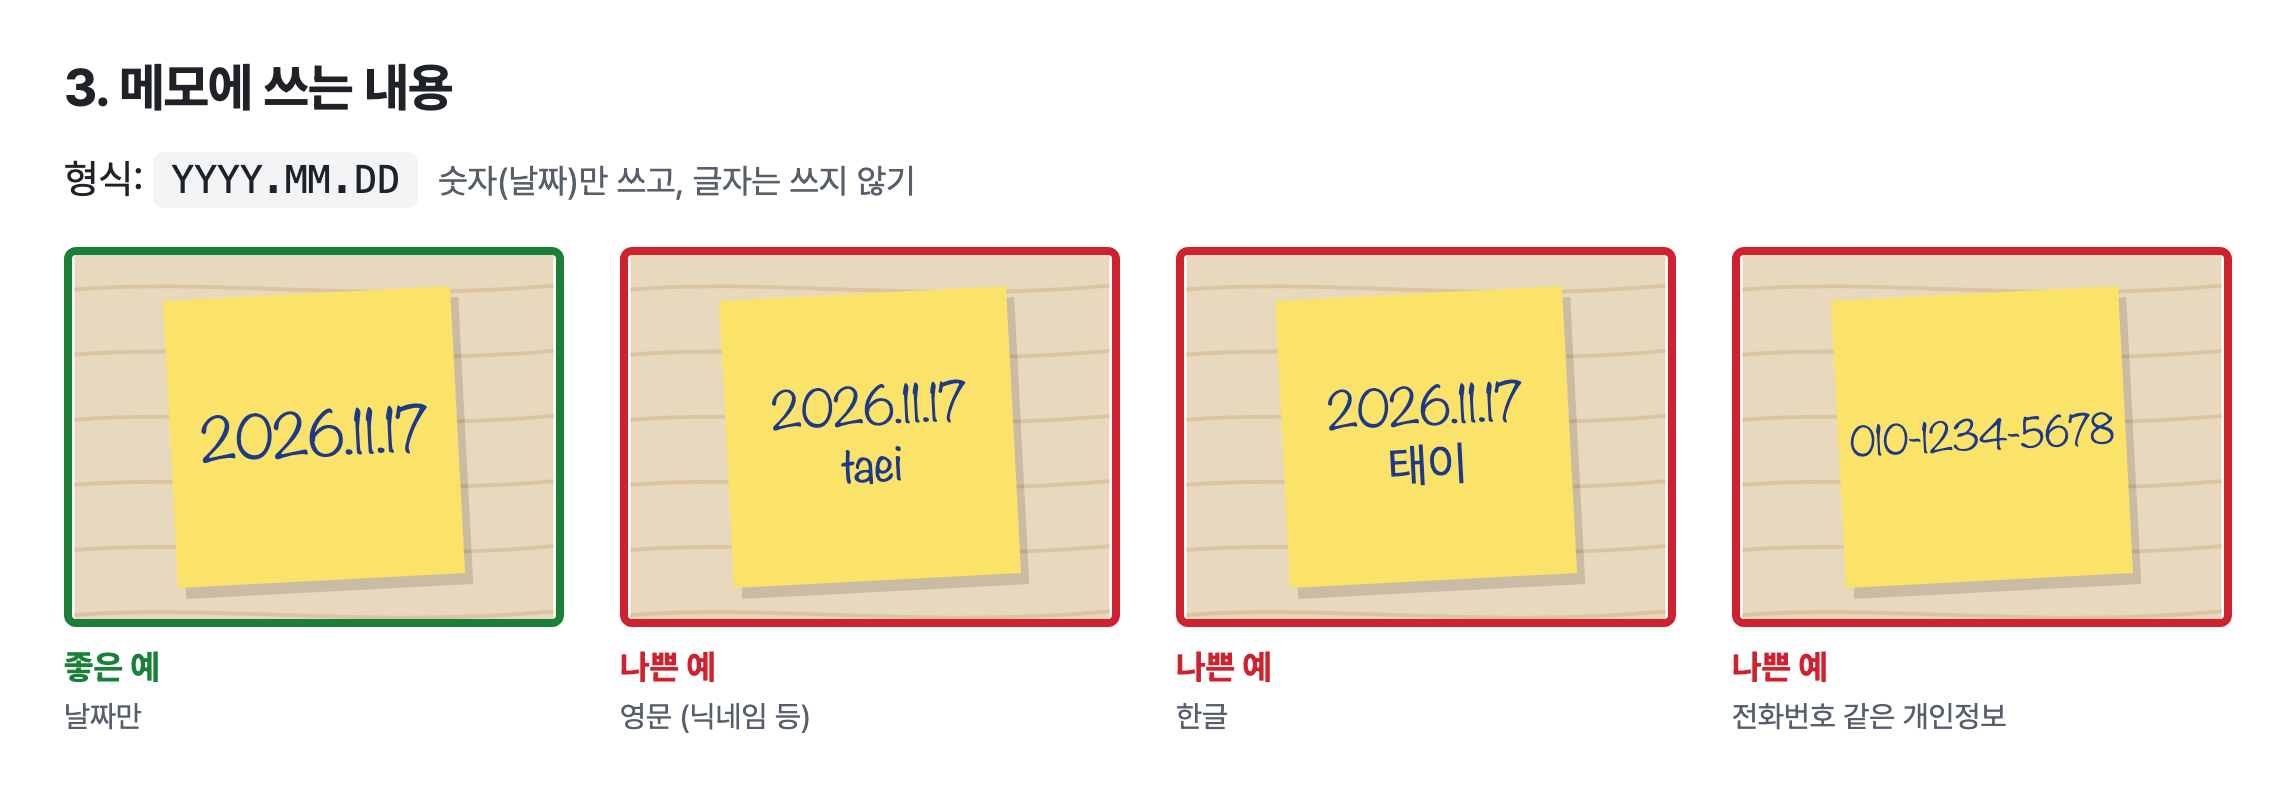 3. 메모에 쓰는 내용
형식: YYYY.MM.DD 숫자(날짜)만 쓰고, 글자는 쓰지 않기
2026.11.17
2026.11.17
taei
2026.11.17
태이
010-1234-5678
좋은 예
날짜만
나쁜 예
영문 (닉네임 등)
나쁜 예
한글
나쁜 예
전화번호 같은 개인정보